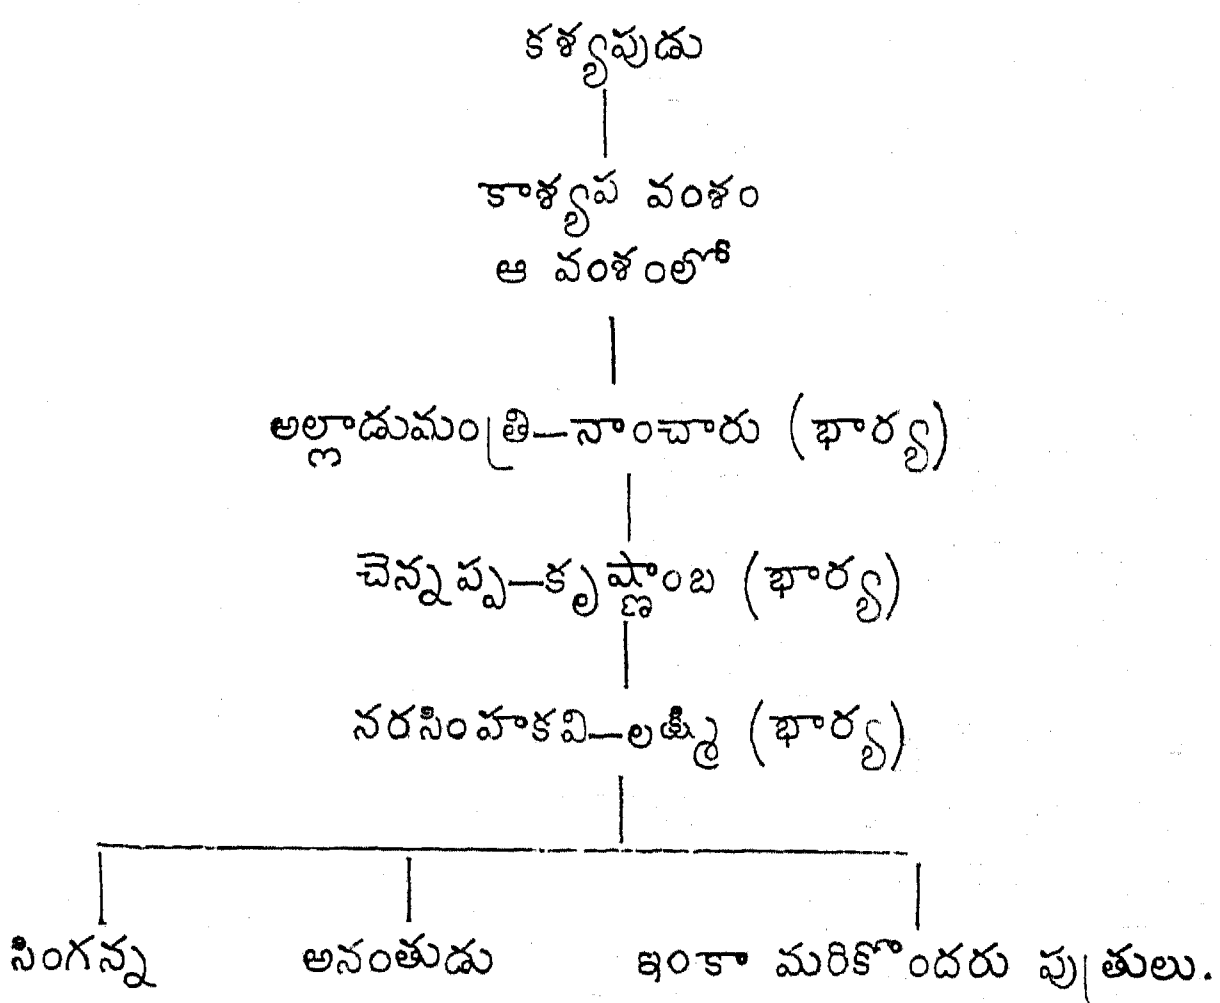 కశ్యపుడు
కాశ్యప వంశం
ఆ వంశంలో
అల్లాడుమంత్రి—నాంచారు (భార్య)
చెన్నప్ప—కృష్ణాంబ (భార్య)
నరసింహకవి—లక్ష్మి (భార్య)
సింగన్న అనంతుడు ఇంకా మరికొందరు పుత్రులు.